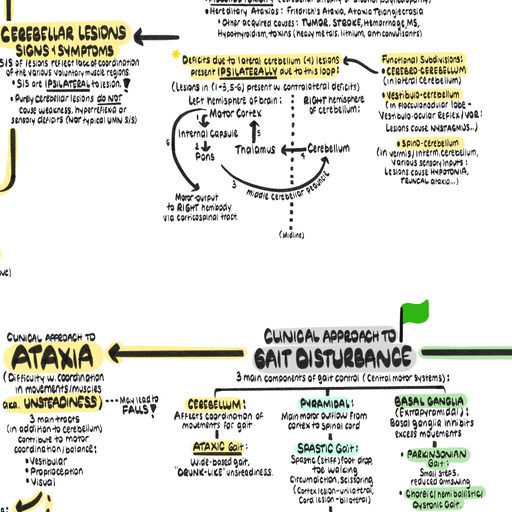 • Hereditary Ataxias: Friedrich's Ataxia, Ataxia Telangiectasia
• Other acquired causes: TUMOR, STROKE, Hemorrhage, MS,
Hypothyroidism, toxins (heavy metals, lithium, anticonvulsants)
CEREBELLAR LESIONS
SIGNS & SYMPTOMS
S/S of lesions reflect lack of coordination
of the various voluntary muscle regions.
• S/S are IPSILATERAL to lesion.
• Purely cerebellar lesions do NOT
cause weakness, hyperreflexia or
sensory deficits (Not typical UMN S/S)
Deficits due to lateral cerebellum (4) lesions
present IPSILATERALLY due to this loop!
(Lesions in (1-3, 5-6) present w. contralateral deficits)
Left hemisphere of brain:
RIGHT hemisphere
of cerebellum:
Motor Cortex
1
Internal Capsule
2
Pons
5
Thalamus
4
Cerebellum
6
3
Middle Cerebellar Peduncle
Motor output
to RIGHT hembody
via corticospinal tract
(Midline)
Functional Subdivisions:
• CEREBRO-CEREBELLUM
(in lateral Cerebellum)
• Vestibulo-cerebellum
(in flocculonodular lobe -
Vestibulo-ocular Reflex / VOR:
Lesions cause NYSTAGMUS...)
• Spino-cerebellum
(in vermis/interm. cerebellum,
various sensory inputs:
Lesions cause HYPOTONIA,
TRUNCAL ATAXIA...)
CLINICAL APPROACH TO
ATAXIA
(Difficulty w. coordination
in movements/muscles
a.k.a. UNSTEADINESS)
May lead to
FALLS!
3 main tracts
(in addition to cerebellum)
contribute to motor
coordination/balance:
• Vestibular
• Proprioception
• Visual
CLINICAL APPROACH TO
GAIT DISTURBANCE
3 main components of gait control (Central motor systems):
CEREBELLUM:
Affects coordination of
movements for gait
ATAXIC Gait:
Wide-based gait,
"DRUNK-LIKE" unsteadiness.
PYRAMIDAL:
Main motor outflow from
cortex to spinal cord
SPASTIC Gait:
Spastic (stiff) foot drop,
toe walking
Circumduction, Scissoring
(Cortex lesion-unilateral,
Cord lesion - bilateral)
BASAL GANGLIA
(Extrapyramidal):
Basal ganglia inhibits
excess movements
• PARKINSONIAN
Gait:
Small steps,
reduced armswing
• Choreic/hemiballistic/
Dystonic Gait.